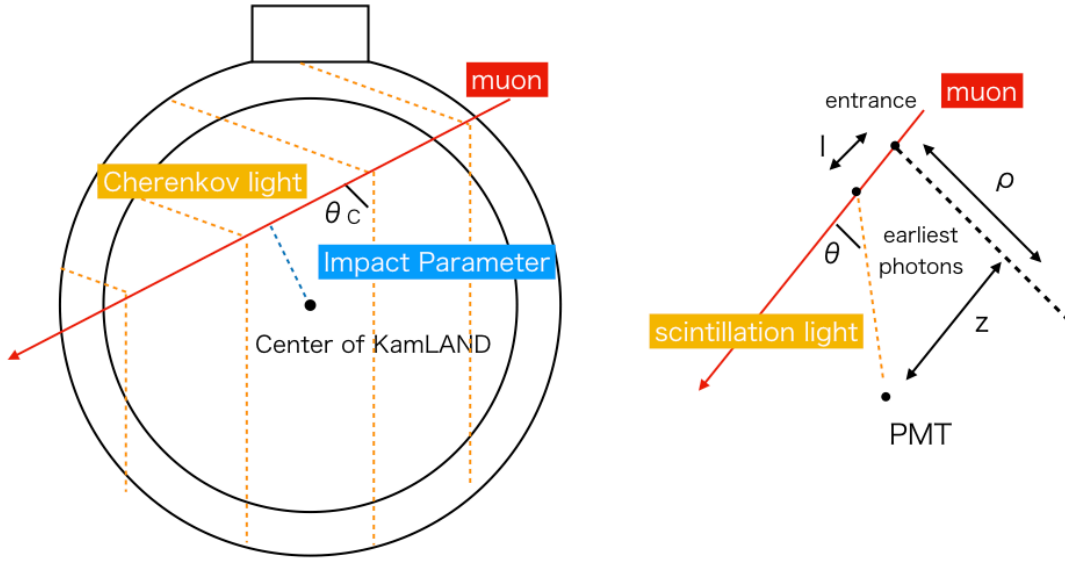 muon
Cherenkov light
θ C
Impact Parameter
Center of KamLAND
entrance
muon
l
ρ
θ
earliest
photons
z
scintillation light
PMT